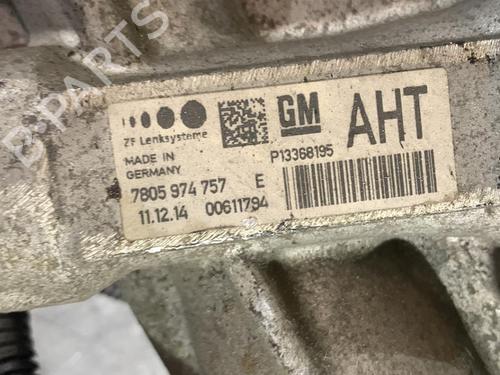 ZF Lenksysteme
MADE IN
GERMANY
7805 974 757 E
11.12.14 00611794
GM
AHT
P13368195
B-PARTS